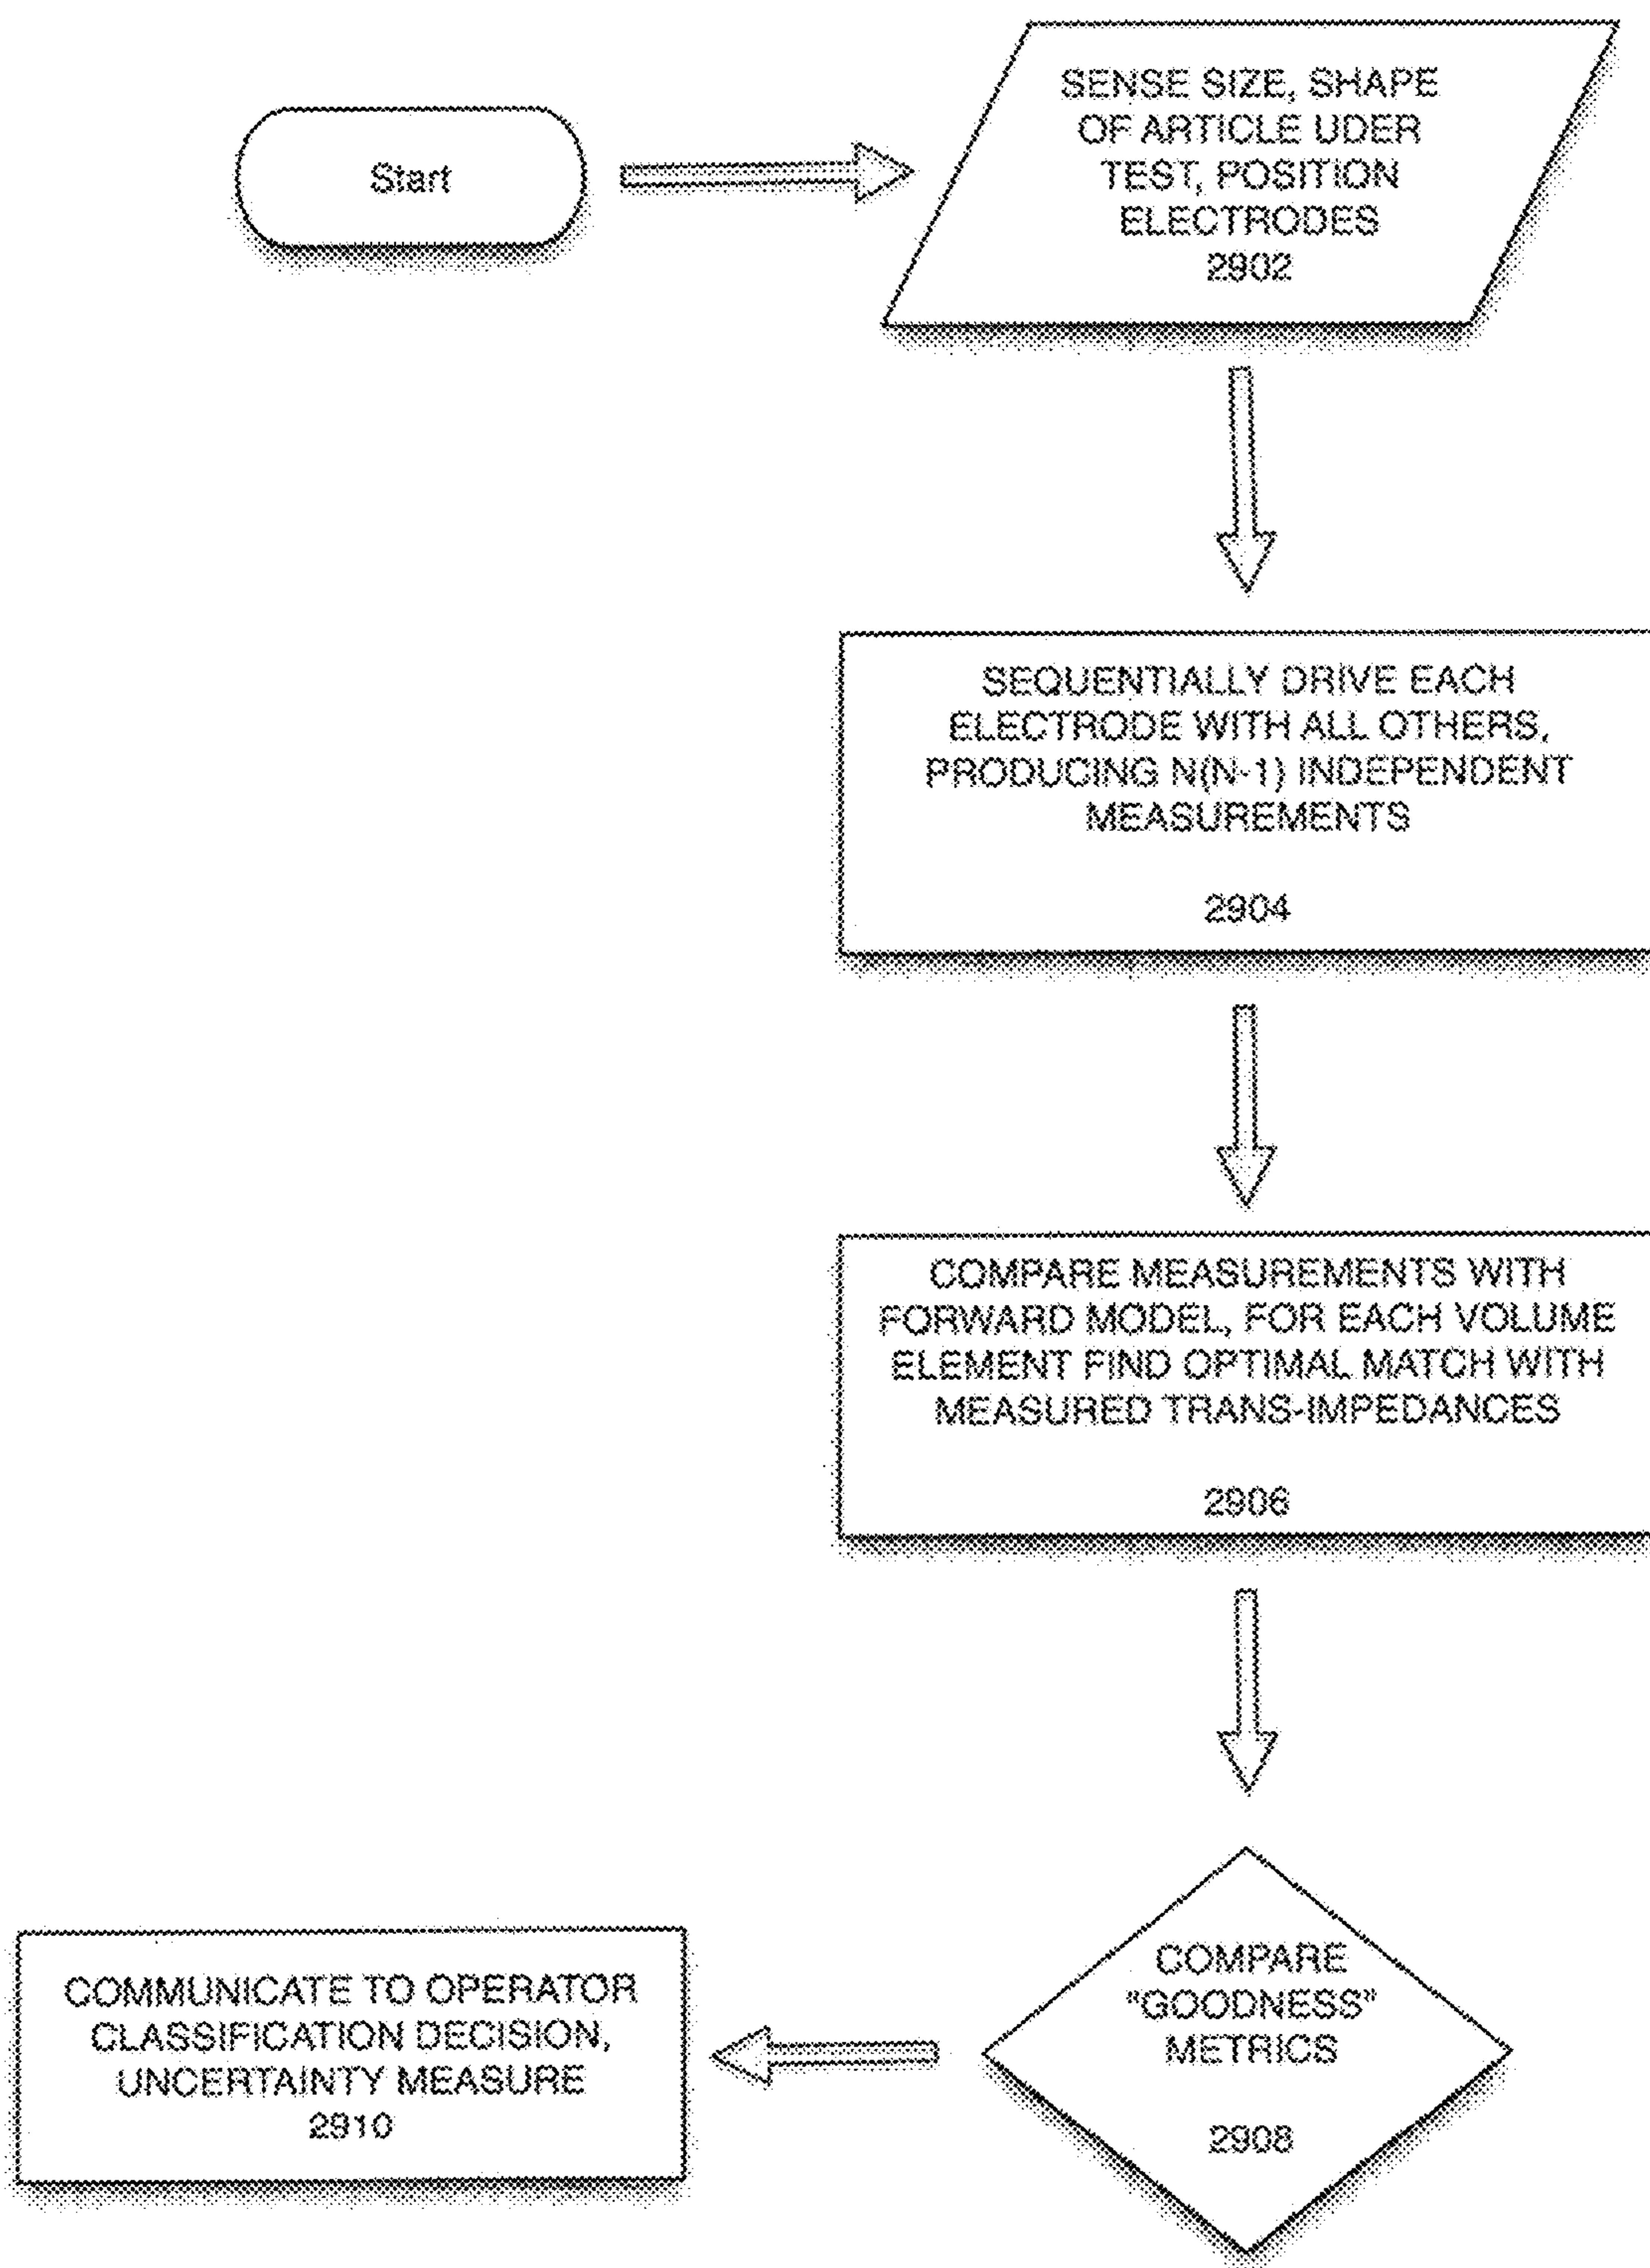 Start
SENSE SIZE, SHAPE
OF ARTICLE UDER
TEST, POSITION
ELECTRODES
2902
SEQUENTIALLY DRIVE EACH
ELECTRODE WITH ALL OTHERS,
PRODUCING N(N-1) INDEPENDENT
MEASUREMENTS
2904
COMPARE MEASUREMENTS WITH
FORWARD MODEL, FOR EACH VOLUME
ELEMENT FIND OPTIMAL MATCH WITH
MEASURED TRANS-IMPEDANCES
2906
COMPARE
"GOODNESS"
METRICS
2908
COMMUNICATE TO OPERATOR
CLASSIFICATION DECISION,
UNCERTAINTY MEASURE
2910